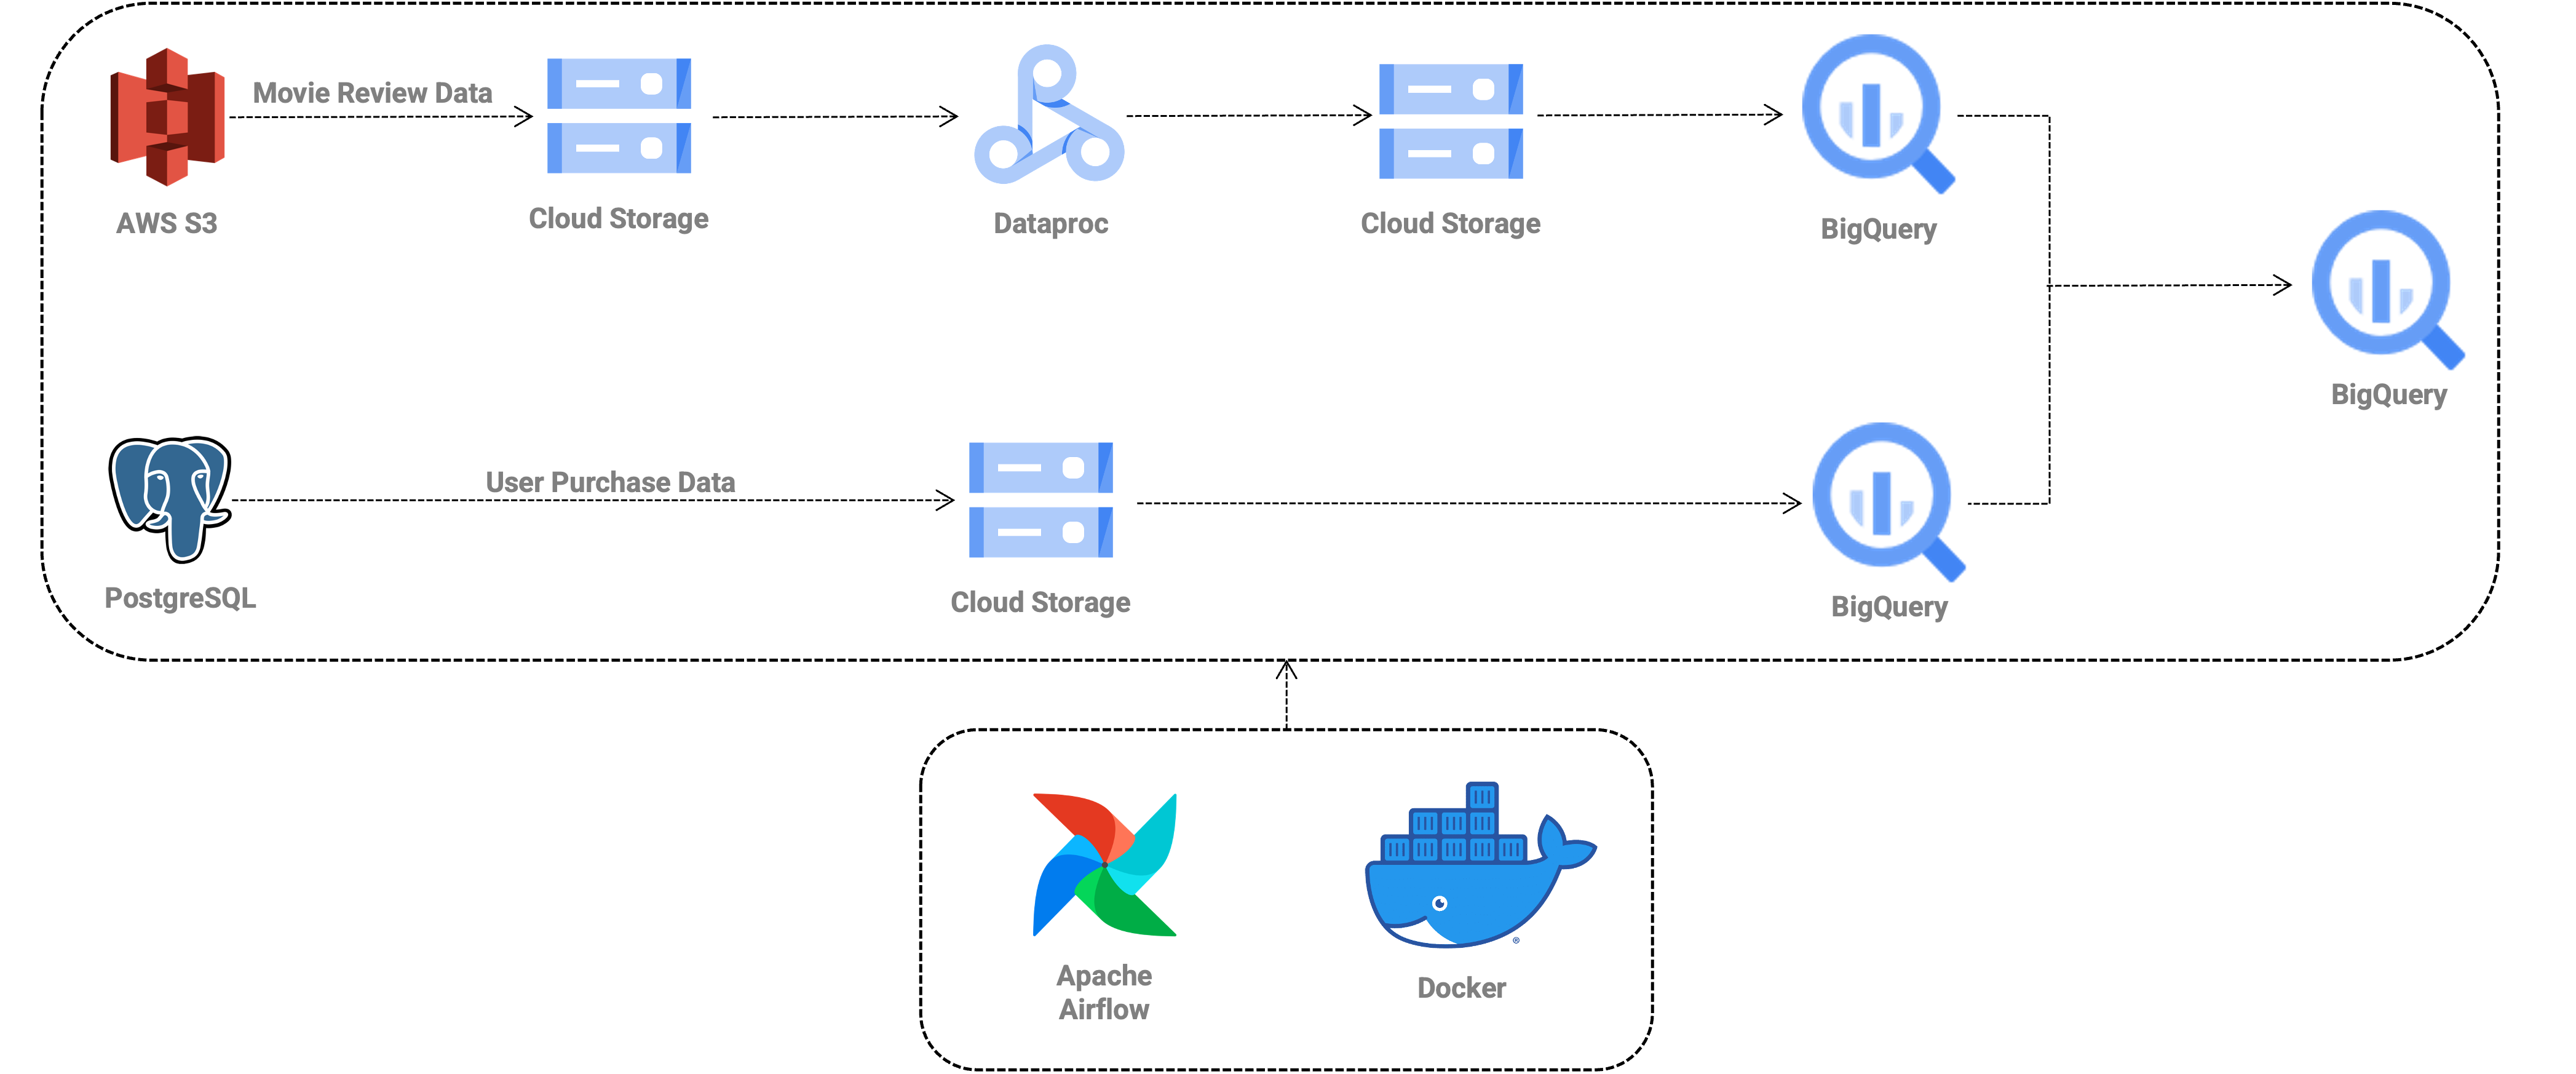 Movie Review Data
AWS S3
Cloud Storage
Dataproc
Cloud Storage
BigQuery
BigQuery
User Purchase Data
PostgreSQL
Cloud Storage
BigQuery
Apache
Airflow
Docker
®